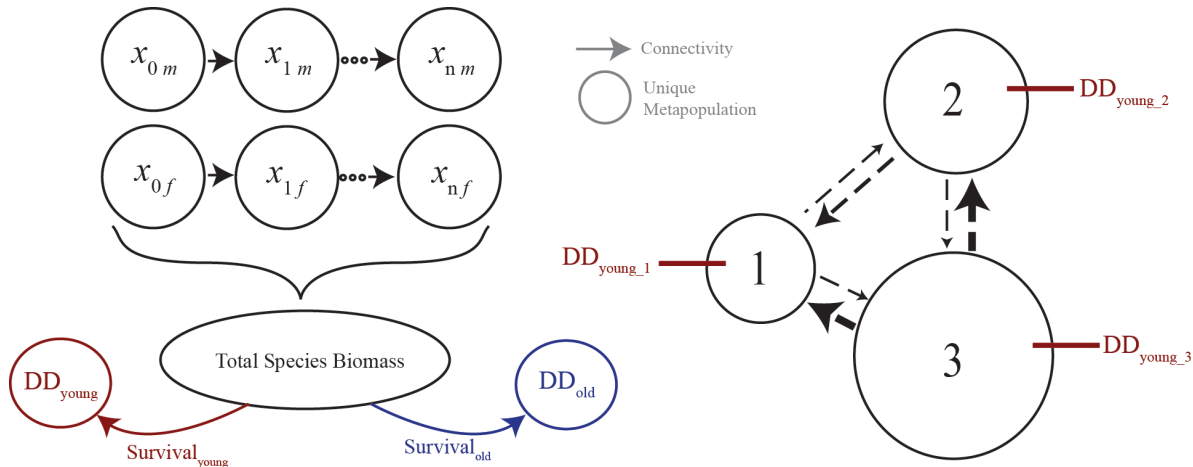 x0 m
x1 m
xn m
x0 f
x1 f
xn f
Total Species Biomass
DDyoung
DDold
Survivalyoung
Survivalold
Connectivity
Unique
Metapopulation
2
DDyoung_2
1
DDyoung_1
3
DDyoung_3